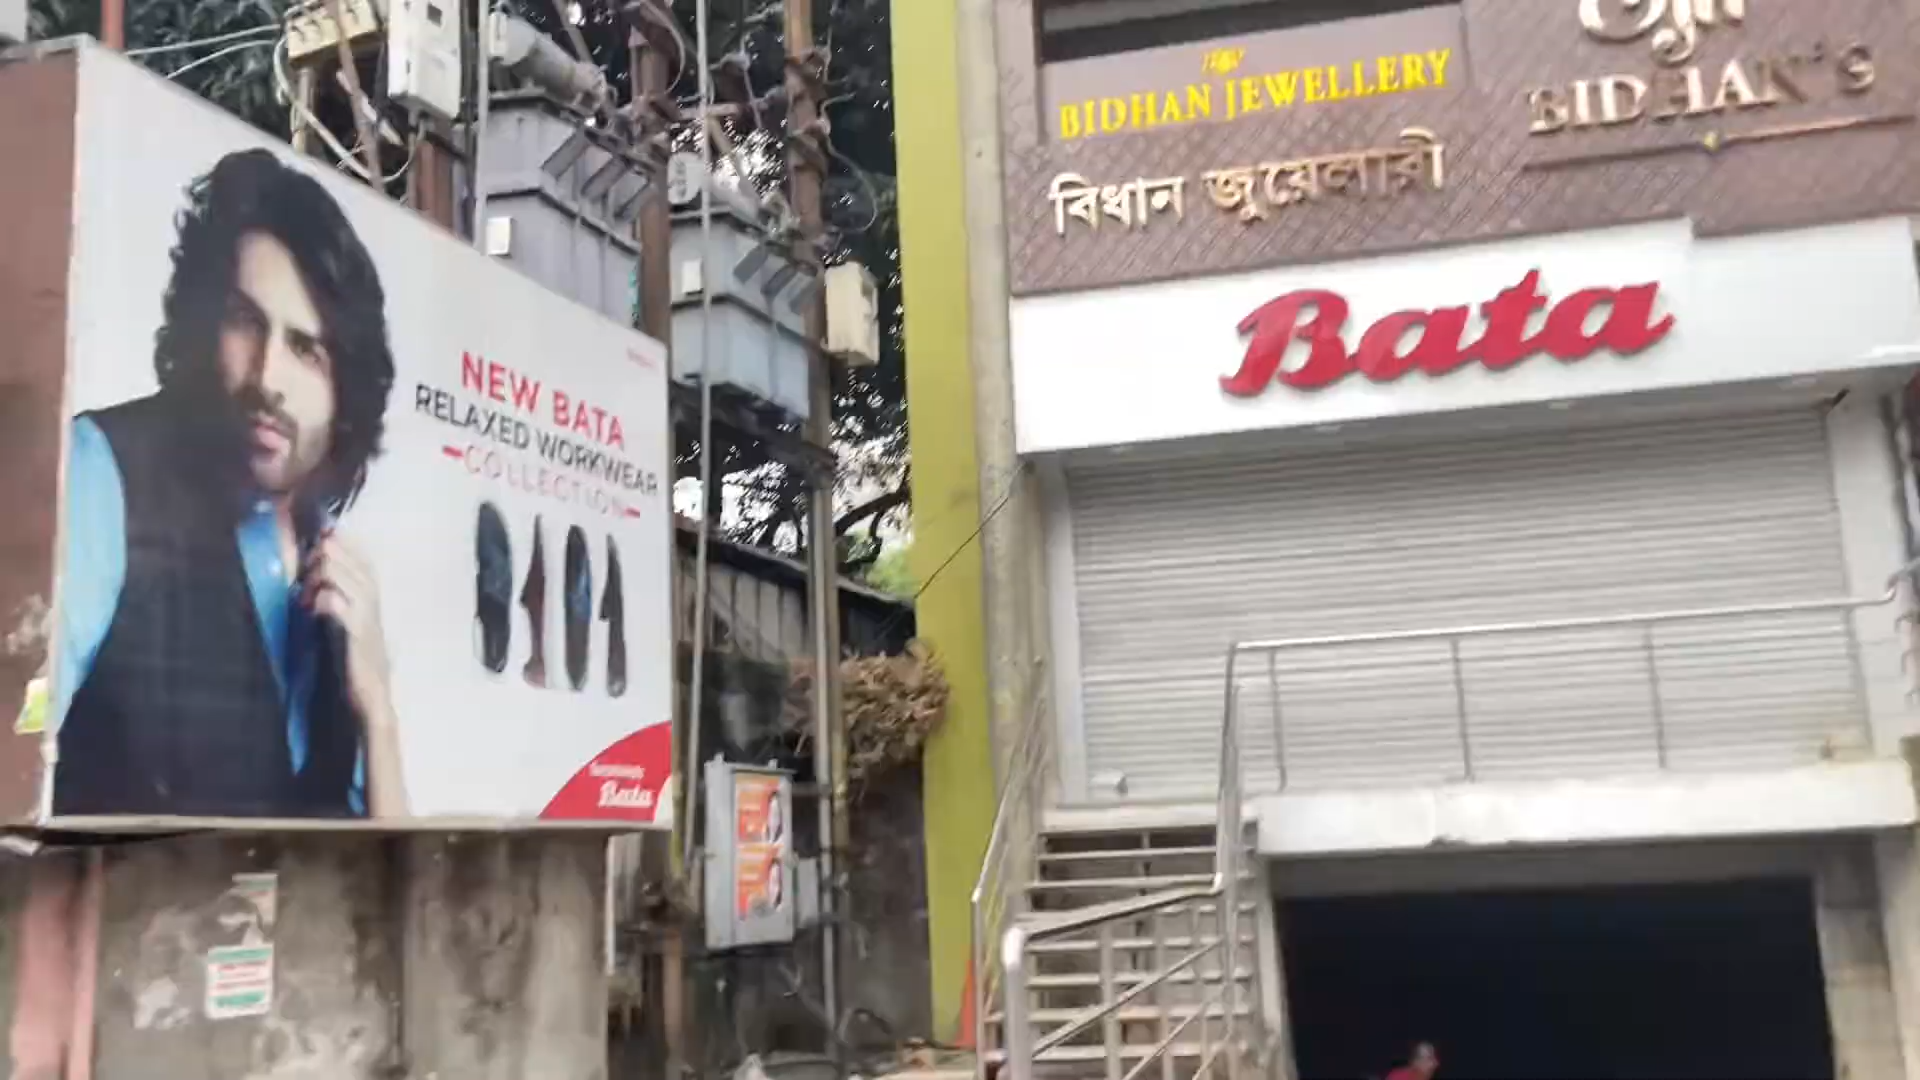 NEW BATA
RELAXED WORKWEAR
COLLECTION
Bata
BIDHAN JEWELLERY
বিধান জুয়েলারী
BIDHAN'S
Bata